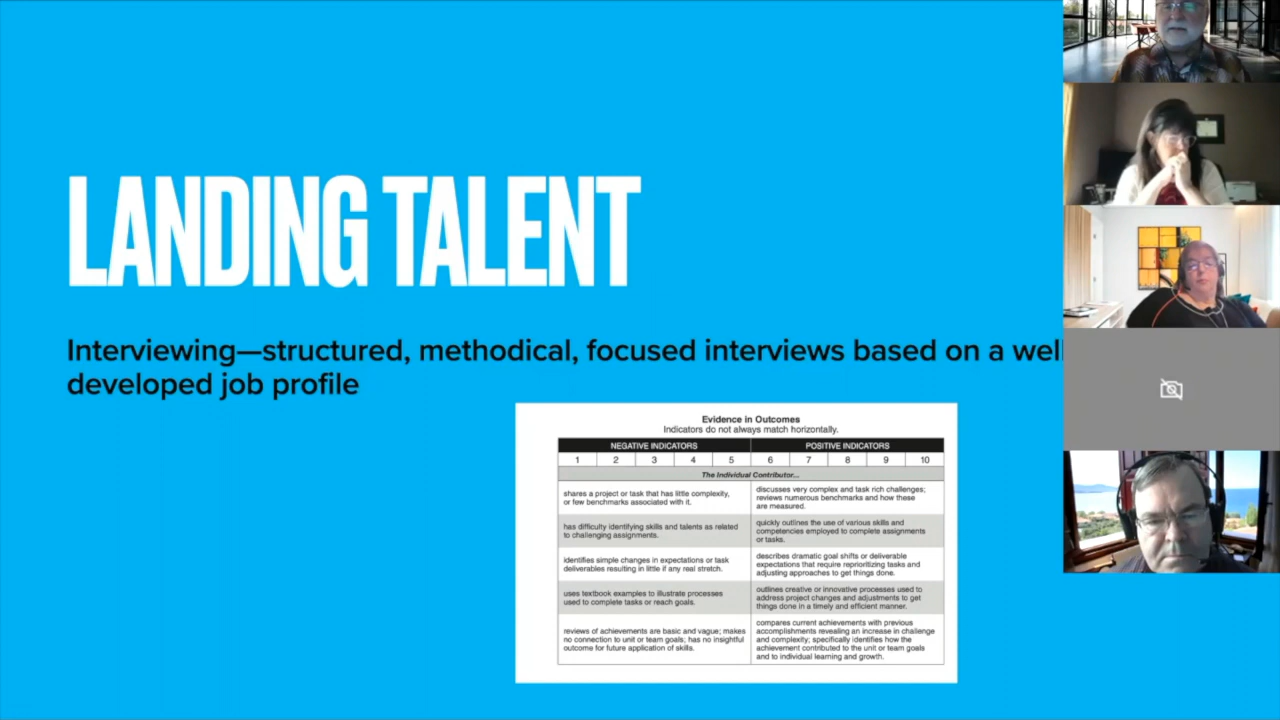 LANDING TALENT
Interviewing—structured, methodical, focused interviews based on a well
developed job profile
Evidence in Outcomes
Indicators do not always match horizontally.
NEGATIVE INDICATORS POSITIVE INDICATORS
1 2 3 4 5 6 7 8 9 10
The Individual Contributor...
shares a project or task that has little complexity,
or few benchmarks associated with it.
discusses very complex and task rich challenges;
reviews numerous benchmarks and how these
are measured.
has difficulty identifying skills and talents as related
to challenging assignments.
quickly outlines the use of various skills and
competencies employed to complete assignments
or tasks.
identifies simple changes in expectations or task
deliverables resulting in little if any real stretch.
describes dramatic goal shifts or deliverable
expectations that require reprioritizing tasks and
adjusting approaches to get things done.
uses textbook examples to illustrate processes
used to complete tasks or reach goals.
outlines creative or innovative processes used to
address project changes and adjustments to get
things done in a timely and efficient manner.
reviews of achievements are basic and vague; makes
no connection to unit or team goals; has no insightful
outcome for future application of skills.
compares current achievements with previous
accomplishments revealing an increase in challenge
and complexity; specifically identifies how the
achievement contributed to the unit or team goals
and to individual learning and growth.